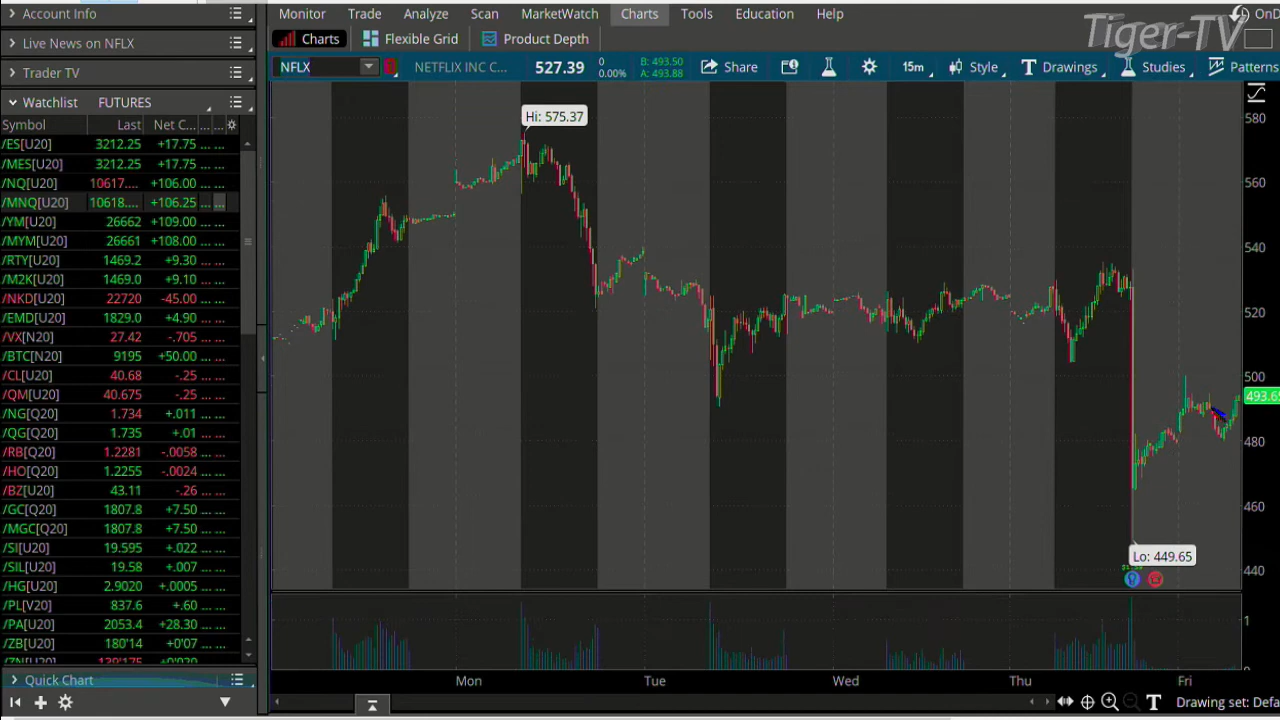 Account Info
Monitor Trade Analyze Scan MarketWatch Charts Tools Education Help
Tiger-TV
OnD
Live News on NFLX
Charts Flexible Grid Product Depth
Trader TV
NFLX NETFLIX INC C... 527.39 0 0.00% B: 493.50 A: 493.88 Share 15m Style Drawings Studies Patterns
Watchlist FUTURES
Symbol Last Net C... ... ...
/ES[U20] 3212.25 +17.75 ... ...
/MES[U20] 3212.25 +17.75 ... ...
/NQ[U20] 10617.... +106.00 ... ...
/MNQ[U20] 10618.... +106.25 ... ...
/YM[U20] 26662 +109.00 ... ...
/MYM[U20] 26661 +108.00 ... ...
/RTY[U20] 1469.2 +9.30 ... ...
/M2K[U20] 1469.0 +9.10 ... ...
/NKD[U20] 22720 -45.00 ... ...
/EMD[U20] 1829.0 +4.90 ... ...
/VX[N20] 27.42 -.705 ... ...
/BTC[N20] 9195 +50.00 ... ...
/CL[U20] 40.68 -.25 ... ...
/QM[U20] 40.675 -.25 ... ...
/NG[Q20] 1.734 +.011 ... ...
/QG[Q20] 1.735 +.01 ... ...
/RB[Q20] 1.2281 -.0058 ... ...
/HO[Q20] 1.2255 -.0024 ... ...
/BZ[U20] 43.11 -.26 ... ...
/GC[Q20] 1807.8 +7.50 ... ...
/MGC[Q20] 1807.8 +7.50 ... ...
/SI[U20] 19.595 +.022 ... ...
/SIL[U20] 19.58 +.007 ... ...
/HG[U20] 2.9020 +.0005 ... ...
/PL[V20] 837.6 +.60 ... ...
/PA[U20] 2053.4 +28.30 ... ...
/ZB[U20] 180'14 +0'07 ... ...
/ZN[U20] 139'175 +0'020
Quick Chart
Hi: 575.37
Lo: 449.65
580
560
540
520
500
493.65
480
460
440
1
0
Mon Tue Wed Thu Fri
Drawing set: Defa